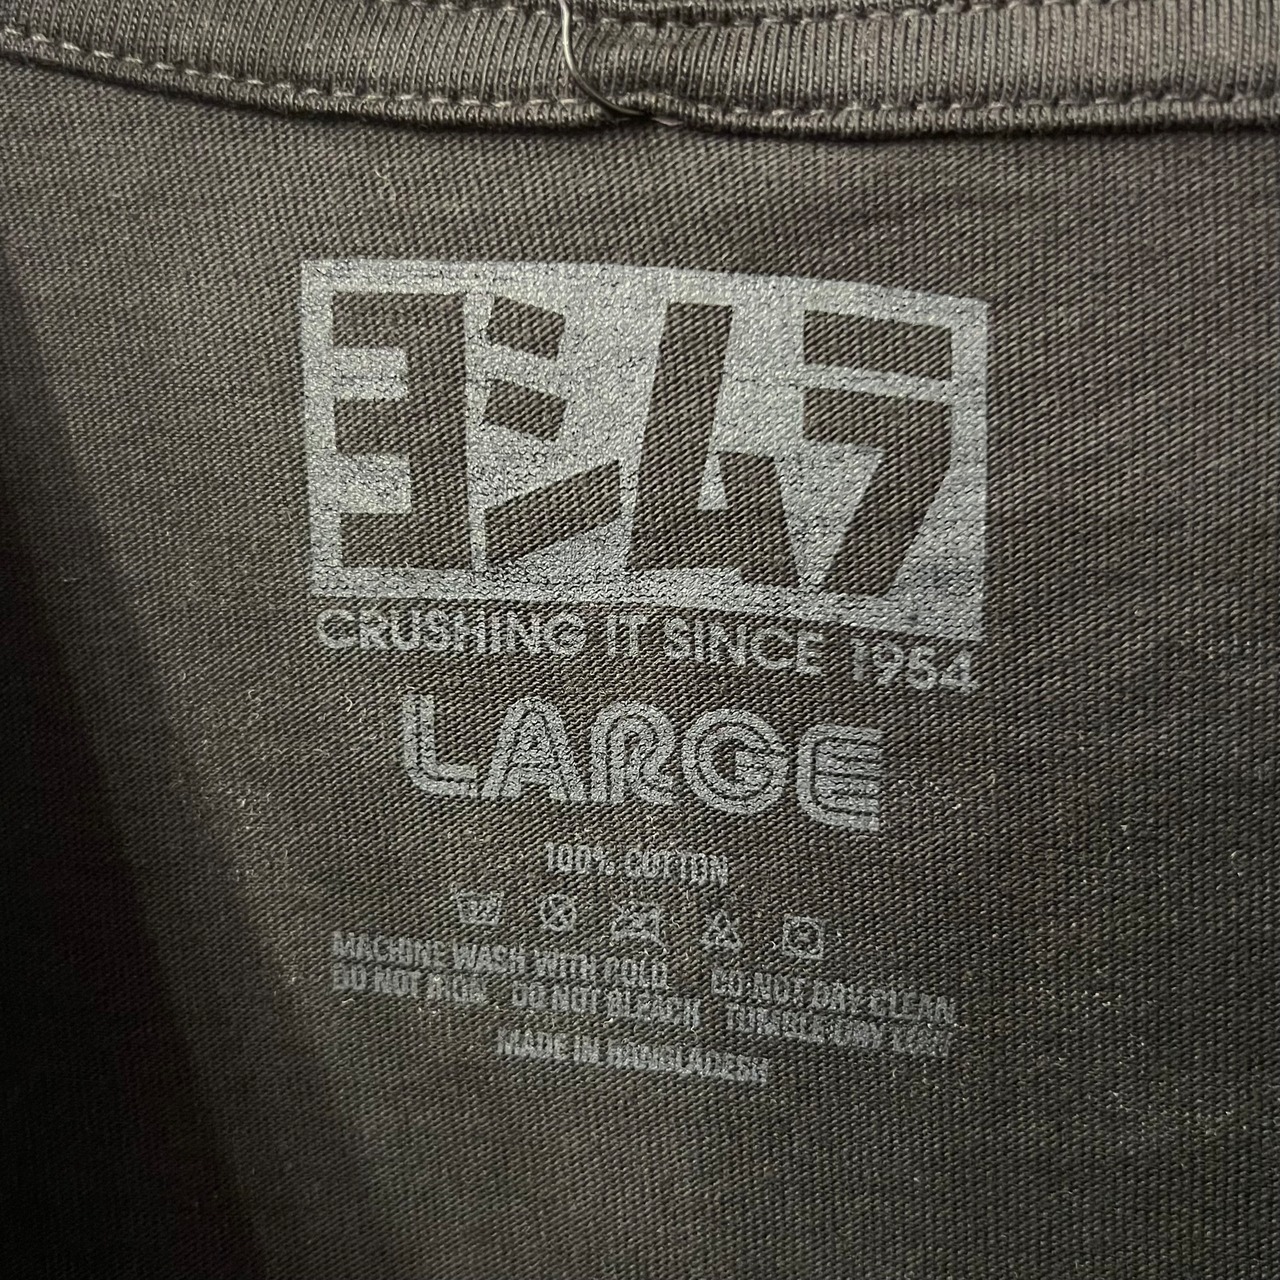 ヨシムラ
CRUSHING IT SINCE 1954
LARGE
100% COTTON
MACHINE WASH WITH COLD DO NOT DRY CLEAN
DO NOT IRON DO NOT BLEACH TUMBLE DRY LOW
MADE IN BANGLADESH